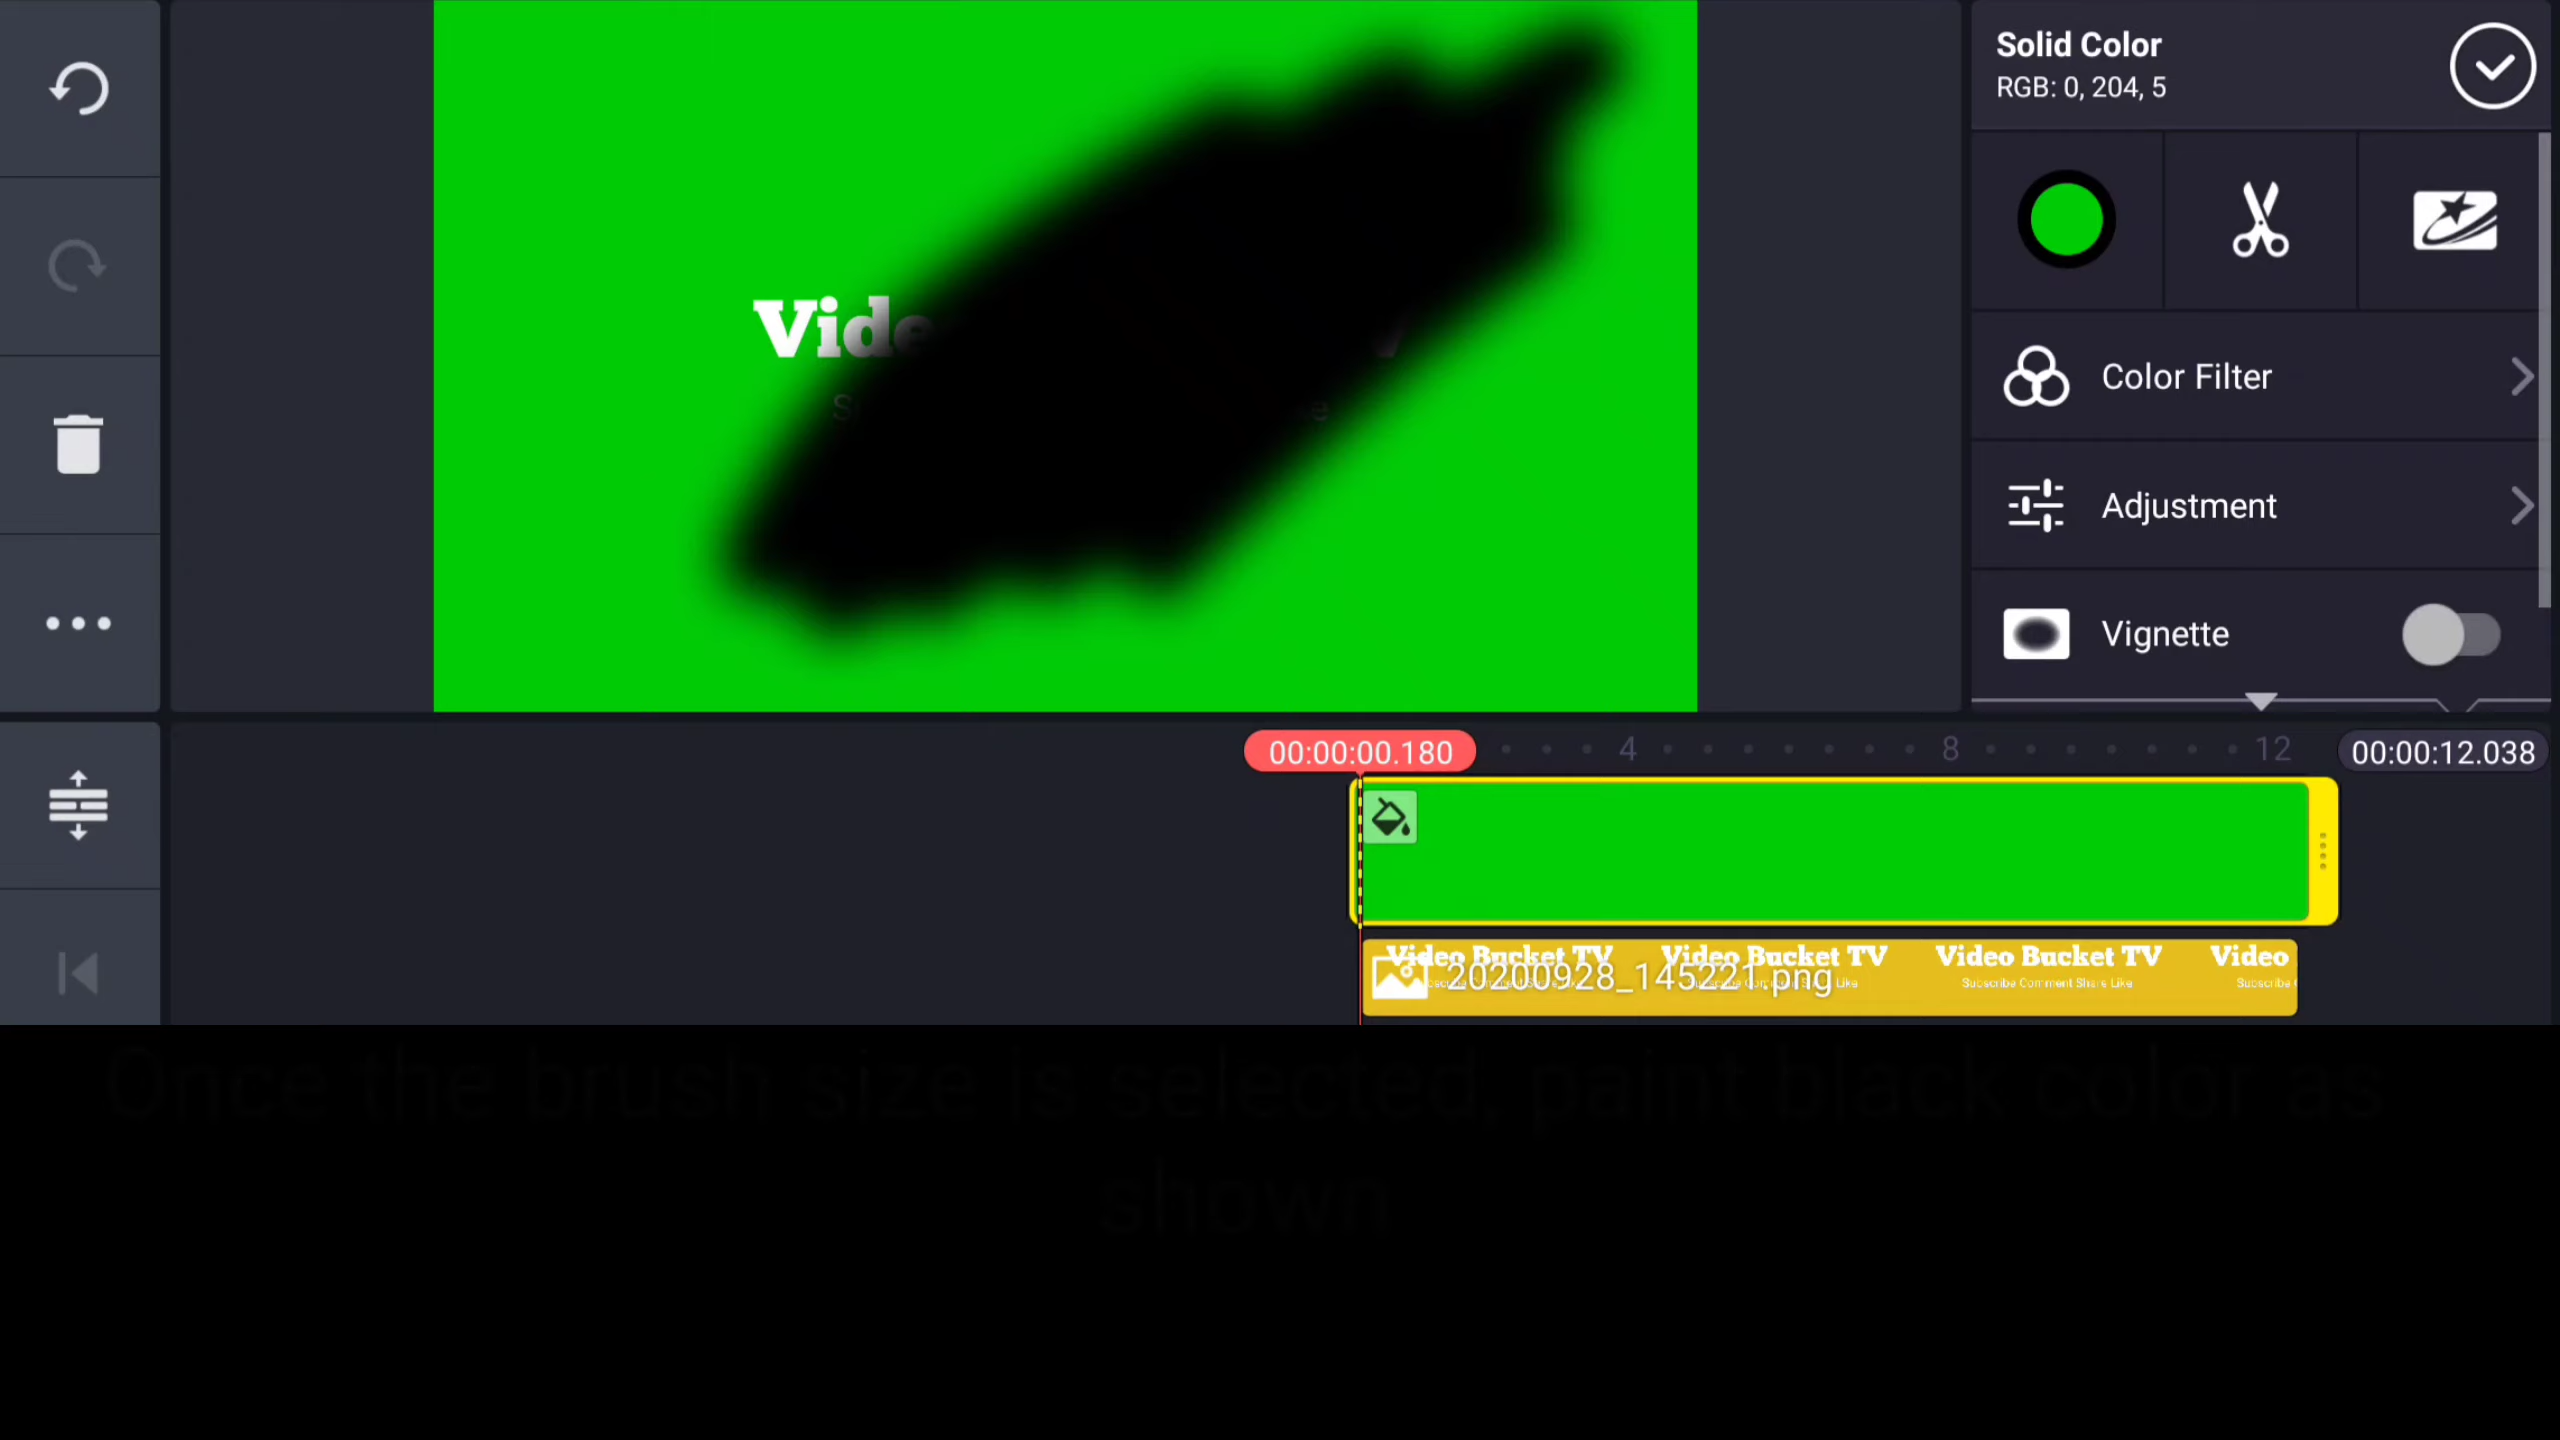 Solid Color
RGB: 0, 204, 5
Vide
V
S
e
Color Filter
Adjustment
Vignette
00:00:00.180
4
8
12
00:00:12.038
Video Bucket TV Video Bucket TV Video Bucket TV Video
20200928_145221.png
Subscribe Comment Share Like
Subscribe
Once the brush size is selected, paint black color as
shown